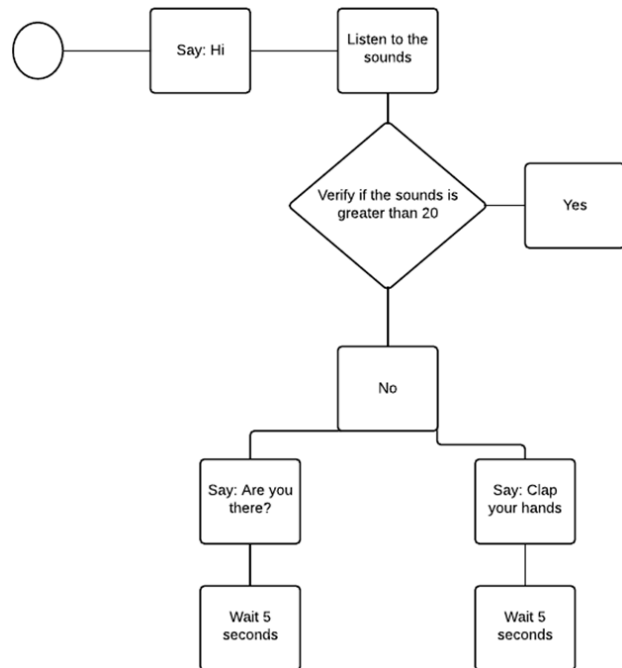 Say: Hi
Listen to the
sounds
Verify if the sounds is
greater than 20
Yes
No
Say: Are you
there?
Say: Clap
your hands
Wait 5
seconds
Wait 5
seconds